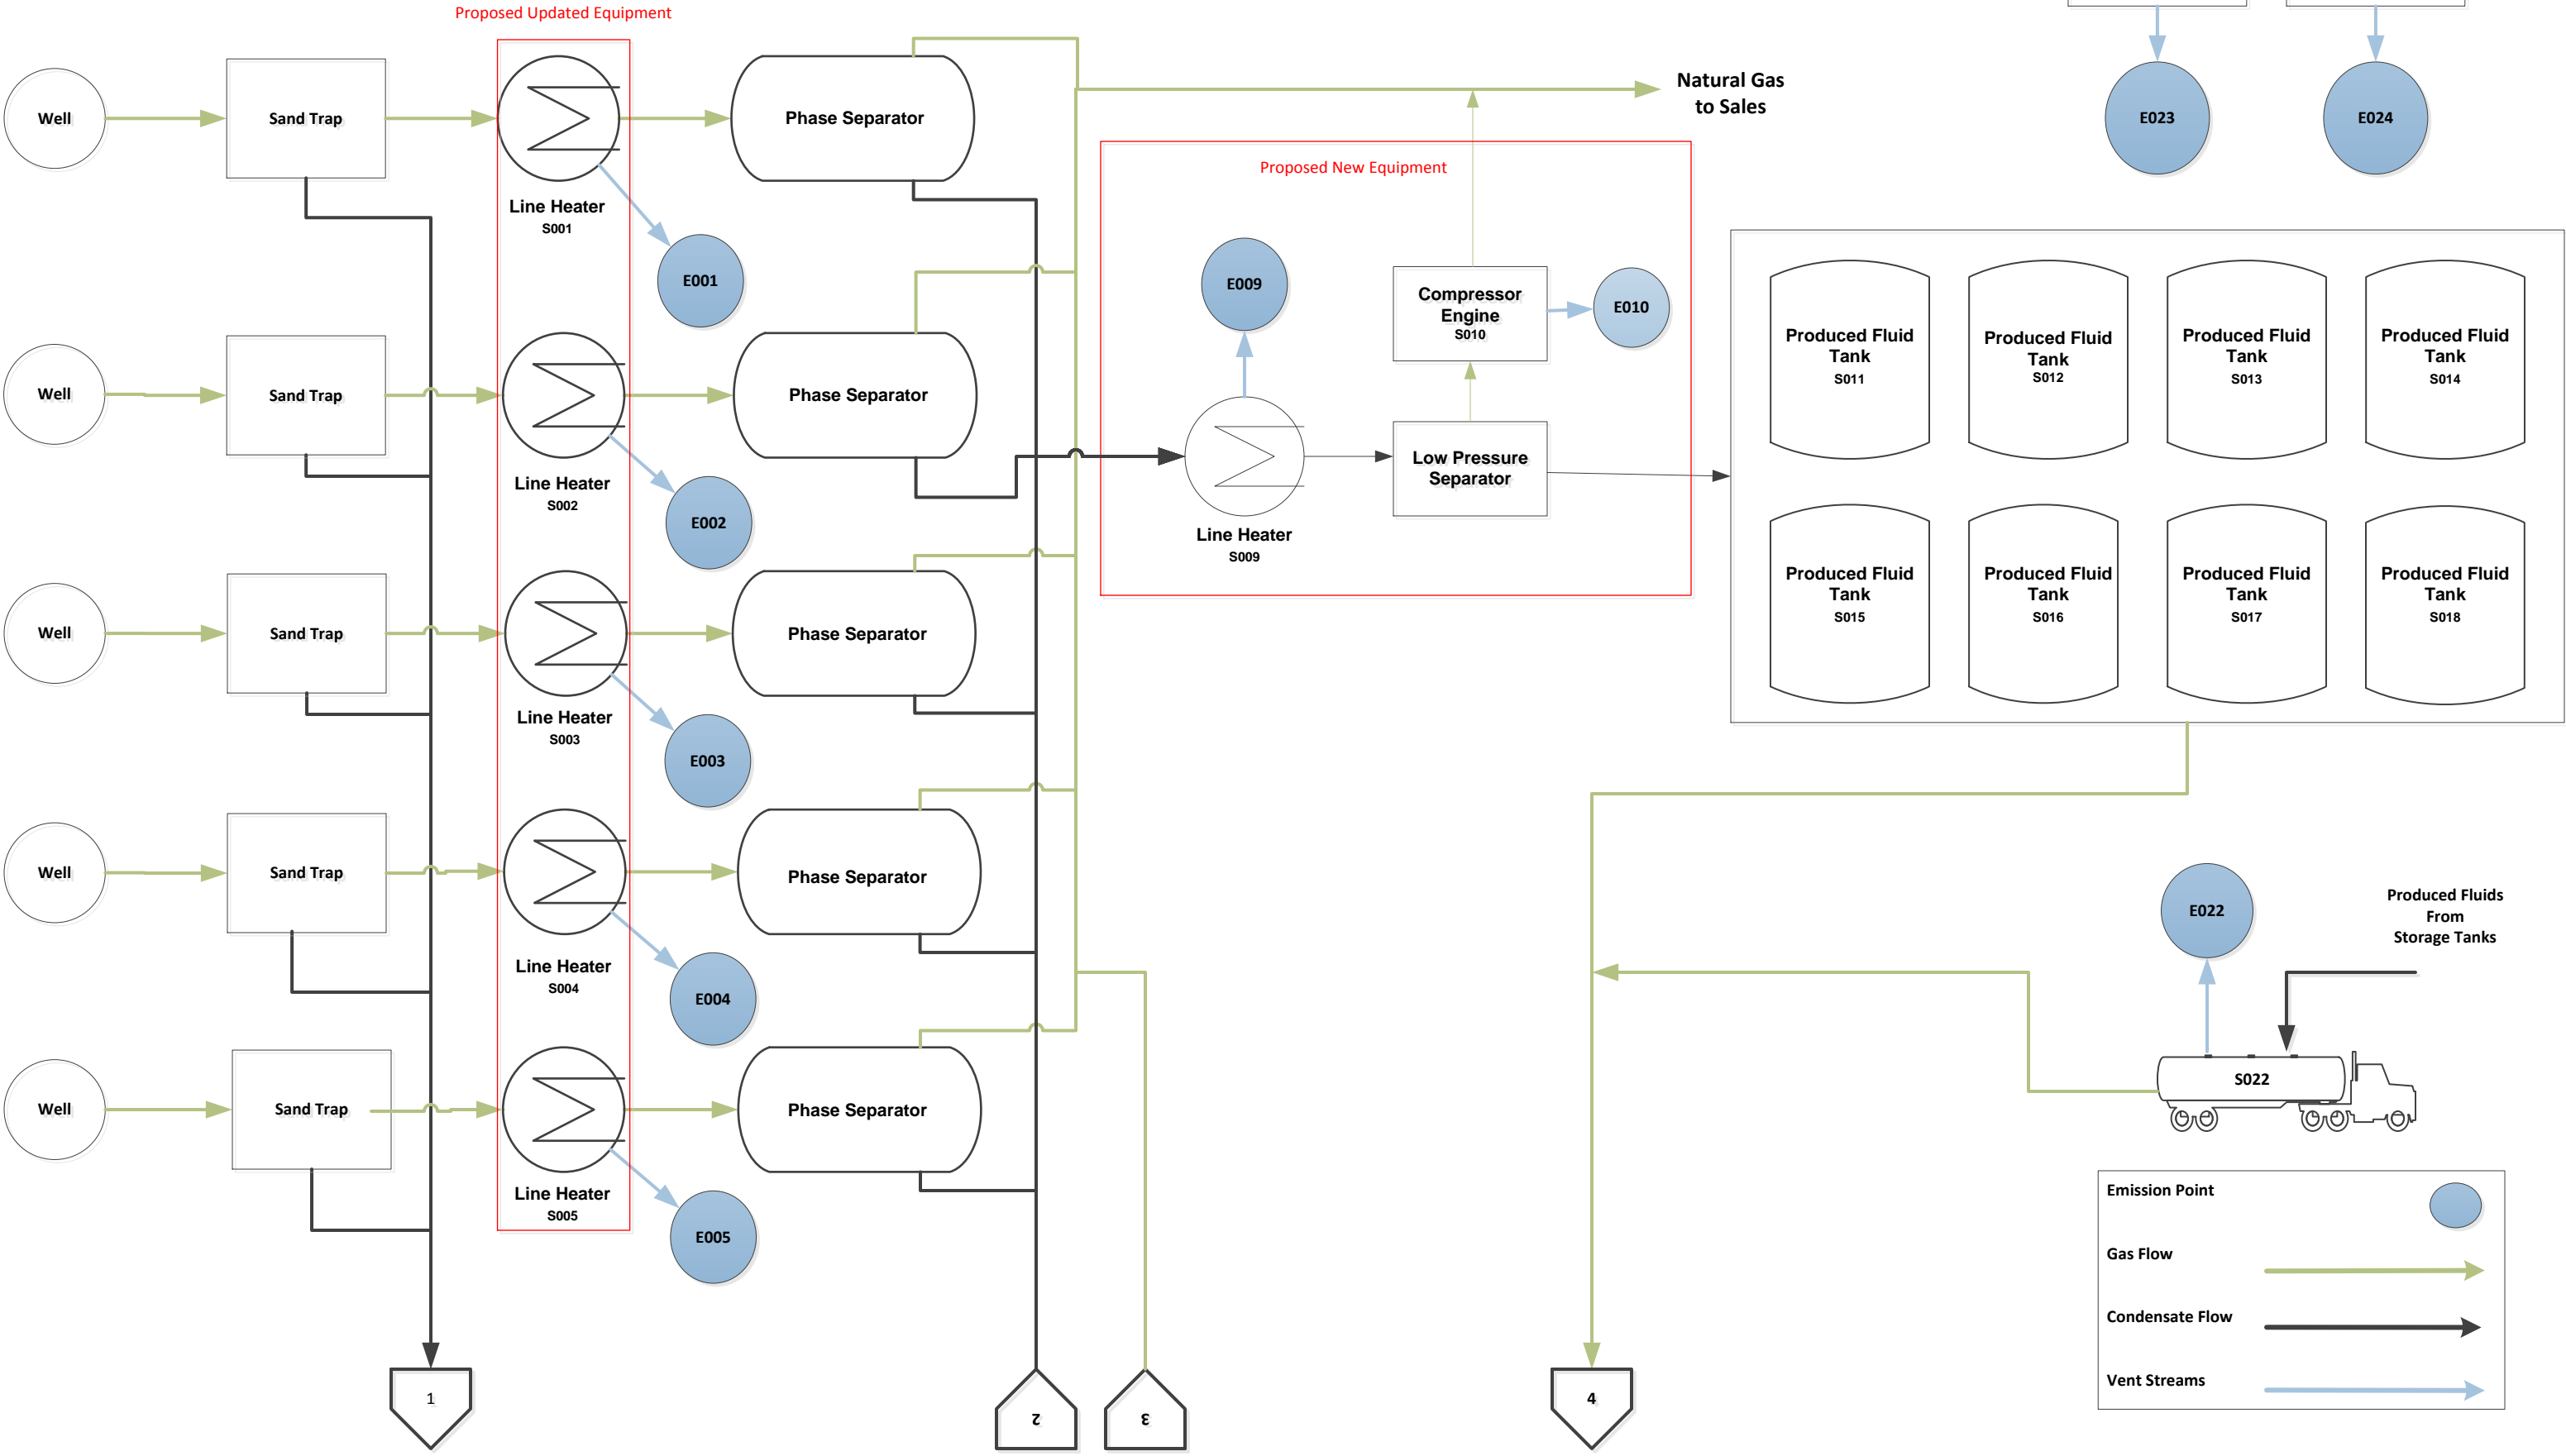 Proposed Updated Equipment
Well
Sand Trap
Line Heater
S001
E001
Phase Separator
Natural Gas
to Sales
E023
E024
Well
Sand Trap
Line Heater
S002
E002
Phase Separator
Proposed New Equipment
E009
Line Heater
S009
Compressor
Engine
S010
E010
Low Pressure
Separator
Produced Fluid
Tank
S011
Produced Fluid
Tank
S012
Produced Fluid
Tank
S013
Produced Fluid
Tank
S014
Produced Fluid
Tank
S015
Produced Fluid
Tank
S016
Produced Fluid
Tank
S017
Produced Fluid
Tank
S018
Well
Sand Trap
Line Heater
S003
E003
Phase Separator
Well
Sand Trap
Line Heater
S004
E004
Phase Separator
Well
Sand Trap
Line Heater
S005
E005
Phase Separator
E022
Produced Fluids
From
Storage Tanks
S022
Emission Point
Gas Flow
Condensate Flow
Vent Streams
1
2
3
4